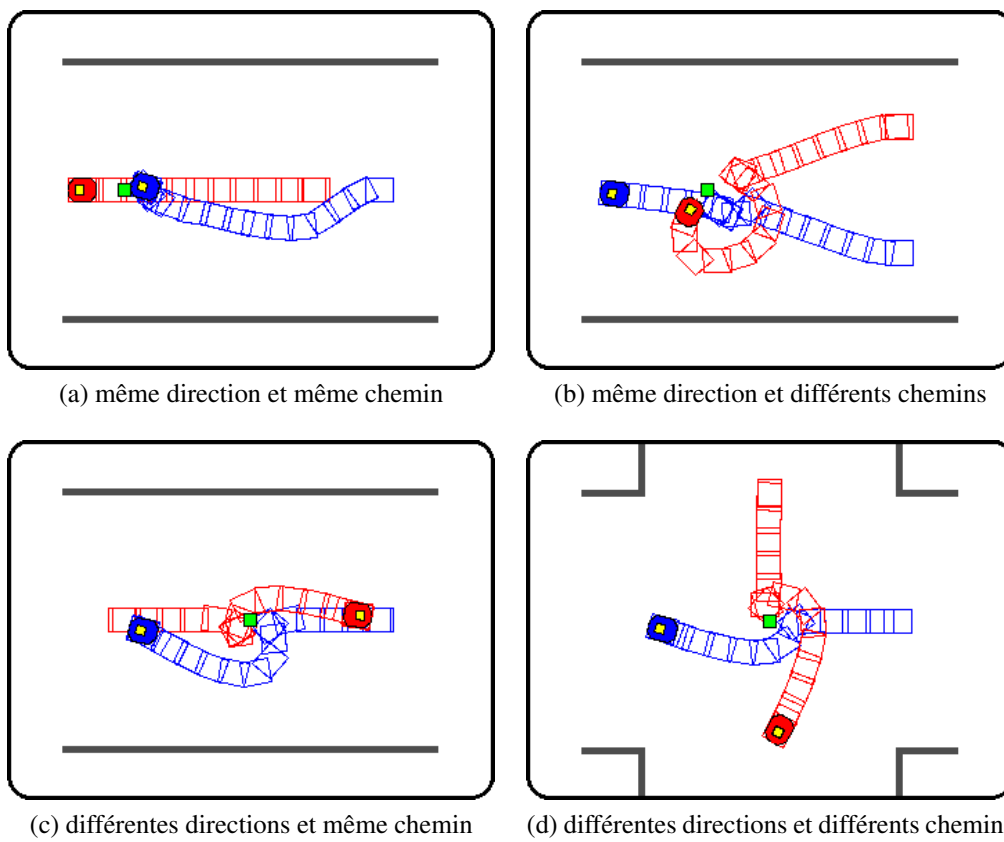 (a) même direction et même chemin
(b) même direction et différents chemins
(c) différentes directions et même chemin
(d) différentes directions et différents chemin